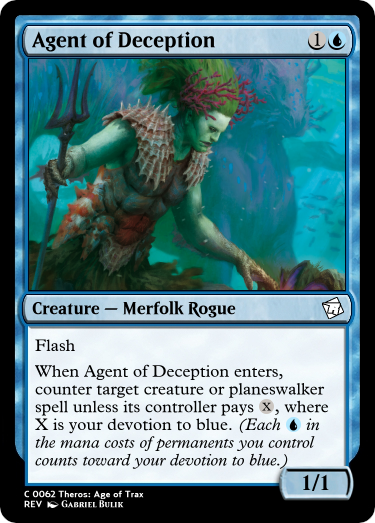 Agent of Deception 1
Creature — Merfolk Rogue
Flash
When Agent of Deception enters,
counter target creature or planeswalker
spell unless its controller pays X, where
X is your devotion to blue. (Each in
the mana costs of permanents you control
counts toward your devotion to blue.)
1/1
C 0062 Theros: Age of Trax
REV Gabriel Bulik